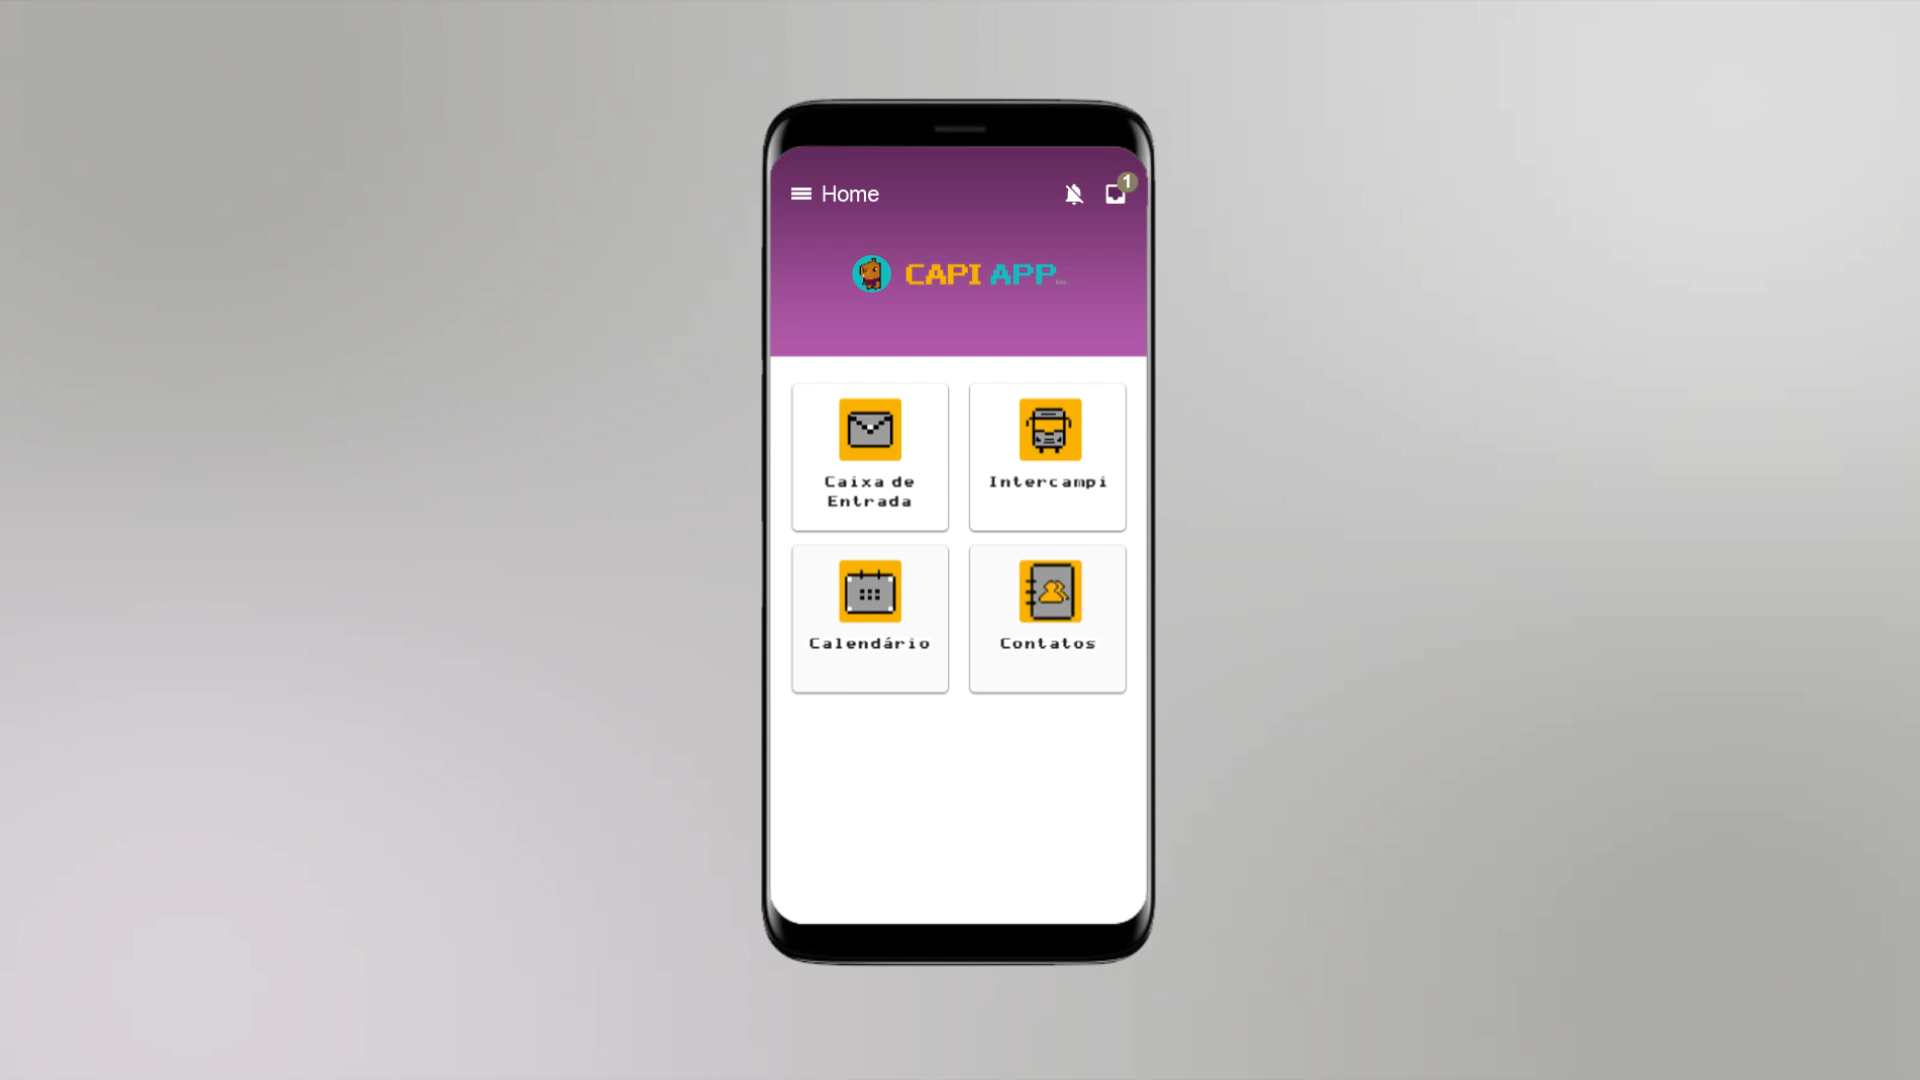 Home
1
CAPI APP
Caixa de
Entrada
Intercampi
Calendário
Contatos